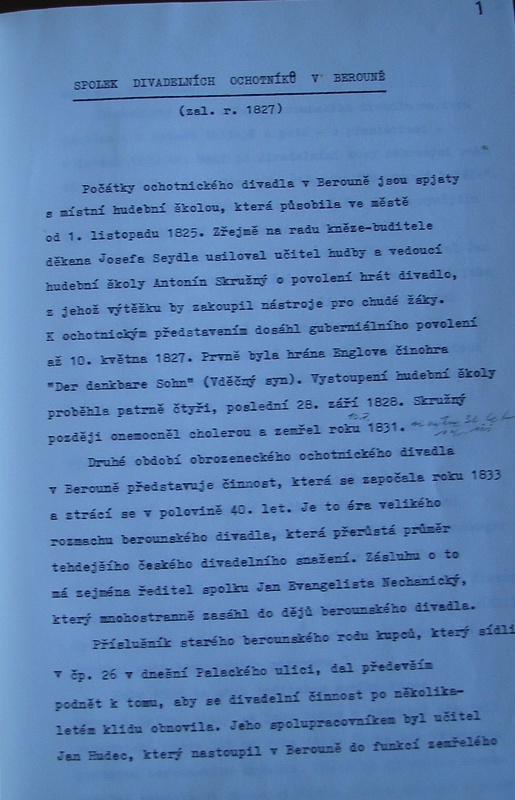 1
SPOLEK DIVADELNÍCH OCHOTNÍKŮ V BEROUNĚ
(zal. r. 1827)
Počátky ochotnického divadla v Berouně jsou spjaty
s místní hudební školou, která působila ve městě
od 1. listopadu 1825. Zřejmě na radu kněze-buditele
děkana Josefa Seydla usiloval učitel hudby a vedoucí
hudební školy Antonín Skružný o povolení hrát divadlo,
z jehož výtěžku by zakoupil nástroje pro chudé žáky.
K ochotnickým představením dosáhl guberniálního povolení
až 10. května 1827. Prvně byla hrána Englova činohra
"Der dankbare Sohn" (Vděčný syn). Vystoupení hudební školy
proběhla patrně čtyři, poslední 28. září 1828. Skružný
později onemocněl cholerou a zemřel roku 1831.
Druhé období obrozeneckého ochotnického divadla
v Berouně představuje činnost, která se započala roku 1833
a ztrácí se v polovině 40. let. Je to éra velikého
rozmachu berounského divadla, která přerůstá průměr
tehdejšího českého divadelního snažení. Zásluhu o to
má zejména ředitel spolku Jan Evangelista Nechanický,
který mnohostranně zasáhl do dějů berounského divadla.
Příslušník starého berounského rodu kupců, který sídli
v čp. 26 v dnešní Palackého ulici, dal především
podnět k tomu, aby se divadelní činnost po několika-
letém klidu obnovila. Jeho spolupracovníkem byl učitel
Jan Hudec, který nastoupil v Berouně do funkcí zemřelého